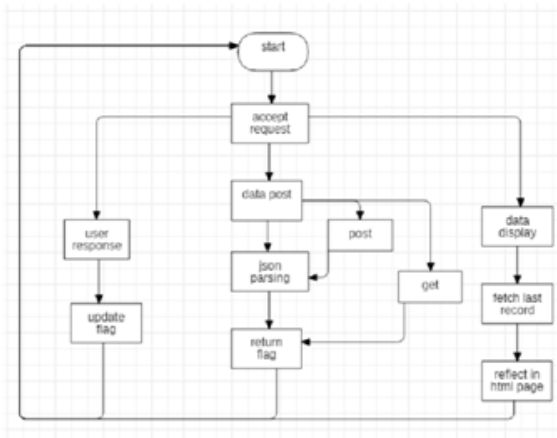 start
accept
request
data post
user
response
post
data
display
json
parsing
get
fetch last
record
update
flag
return
flag
reflect in
html page